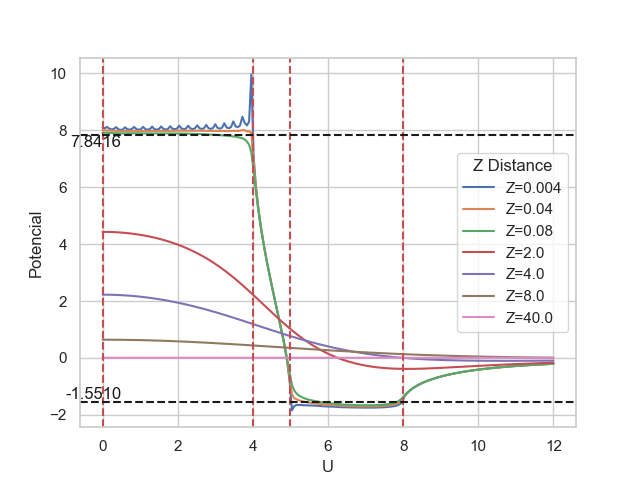 10
8
7.8416
6
4
2
0
-1.5510
−2
Potencial
0
2
4
6
8
10
12
U
Z Distance
Z=0.004
Z=0.04
Z=0.08
Z=2.0
Z=4.0
Z=8.0
Z=40.0